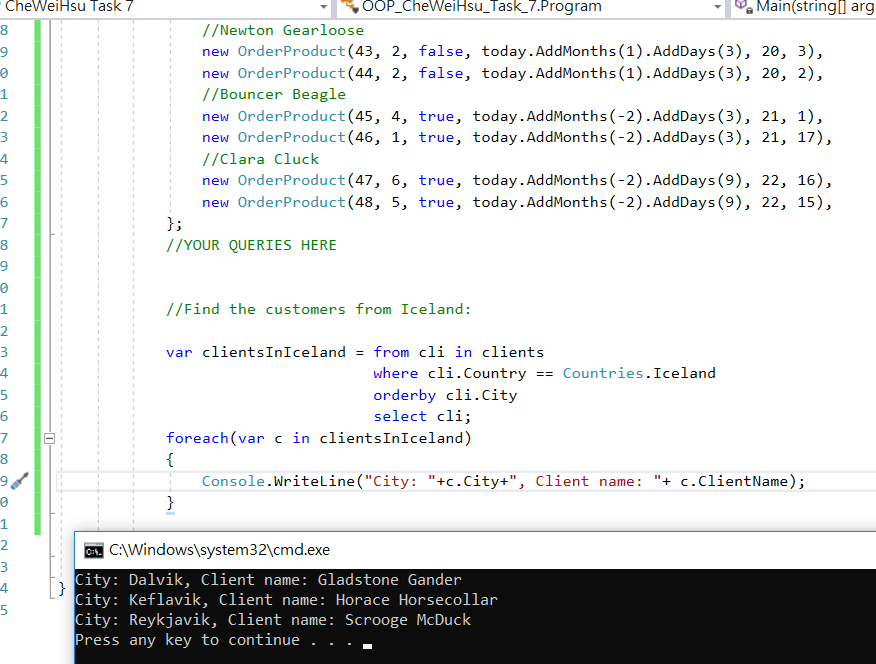 CheWeiHsu Task 7 OOP_CheWeiHsu_Task_7.Program Main(string[] arg
8 //Newton Gearloose
9 new OrderProduct(43, 2, false, today.AddMonths(1).AddDays(3), 20, 3),
0 new OrderProduct(44, 2, false, today.AddMonths(1).AddDays(3), 20, 2),
1 //Bouncer Beagle
2 new OrderProduct(45, 4, true, today.AddMonths(-2).AddDays(3), 21, 1),
3 new OrderProduct(46, 1, true, today.AddMonths(-2).AddDays(3), 21, 17),
4 //Clara Cluck
5 new OrderProduct(47, 6, true, today.AddMonths(-2).AddDays(9), 22, 16),
6 new OrderProduct(48, 5, true, today.AddMonths(-2).AddDays(9), 22, 15),
7 };
8 //YOUR QUERIES HERE
9
0
1 //Find the customers from Iceland:
2
3 var clientsInIceland = from cli in clients
4 where cli.Country == Countries.Iceland
5 orderby cli.City
6 select cli;
7 foreach(var c in clientsInIceland)
8 {
9 Console.WriteLine("City: "+c.City+", Client name: "+ c.ClientName);
0 }
1
2
3
4 }
5
C:\Windows\system32\cmd.exe
City: Dalvik, Client name: Gladstone Gander
City: Keflavik, Client name: Horace Horsecollar
City: Reykjavik, Client name: Scrooge McDuck
Press any key to continue . . .